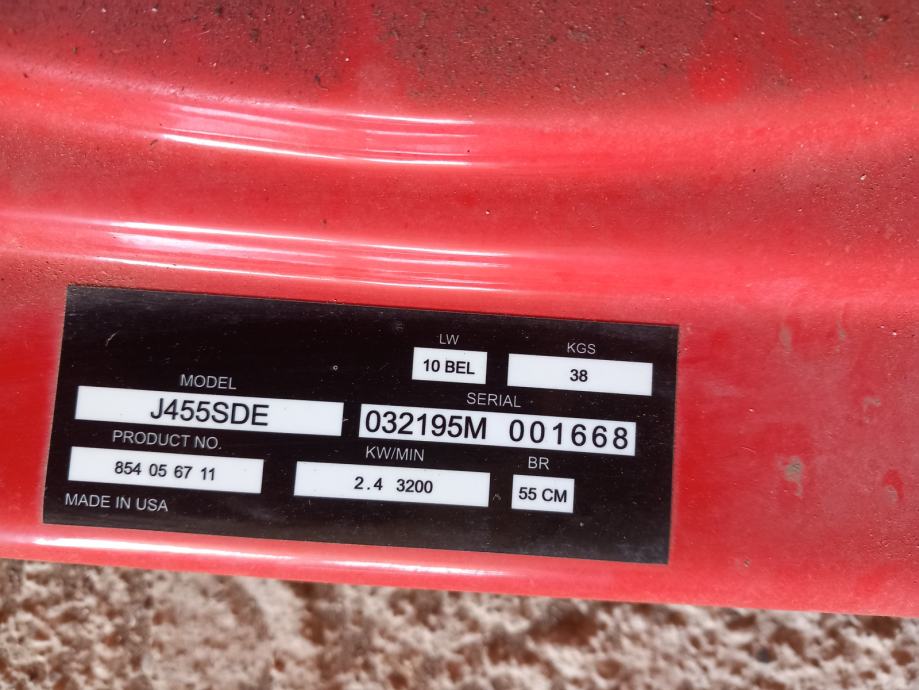 LW
KGS
10 BEL
38
MODEL
SERIAL
J455SDE
032195M 001668
PRODUCT NO.
KW/MIN
BR
854 05 67 11
2.4 3200
55 CM
MADE IN USA